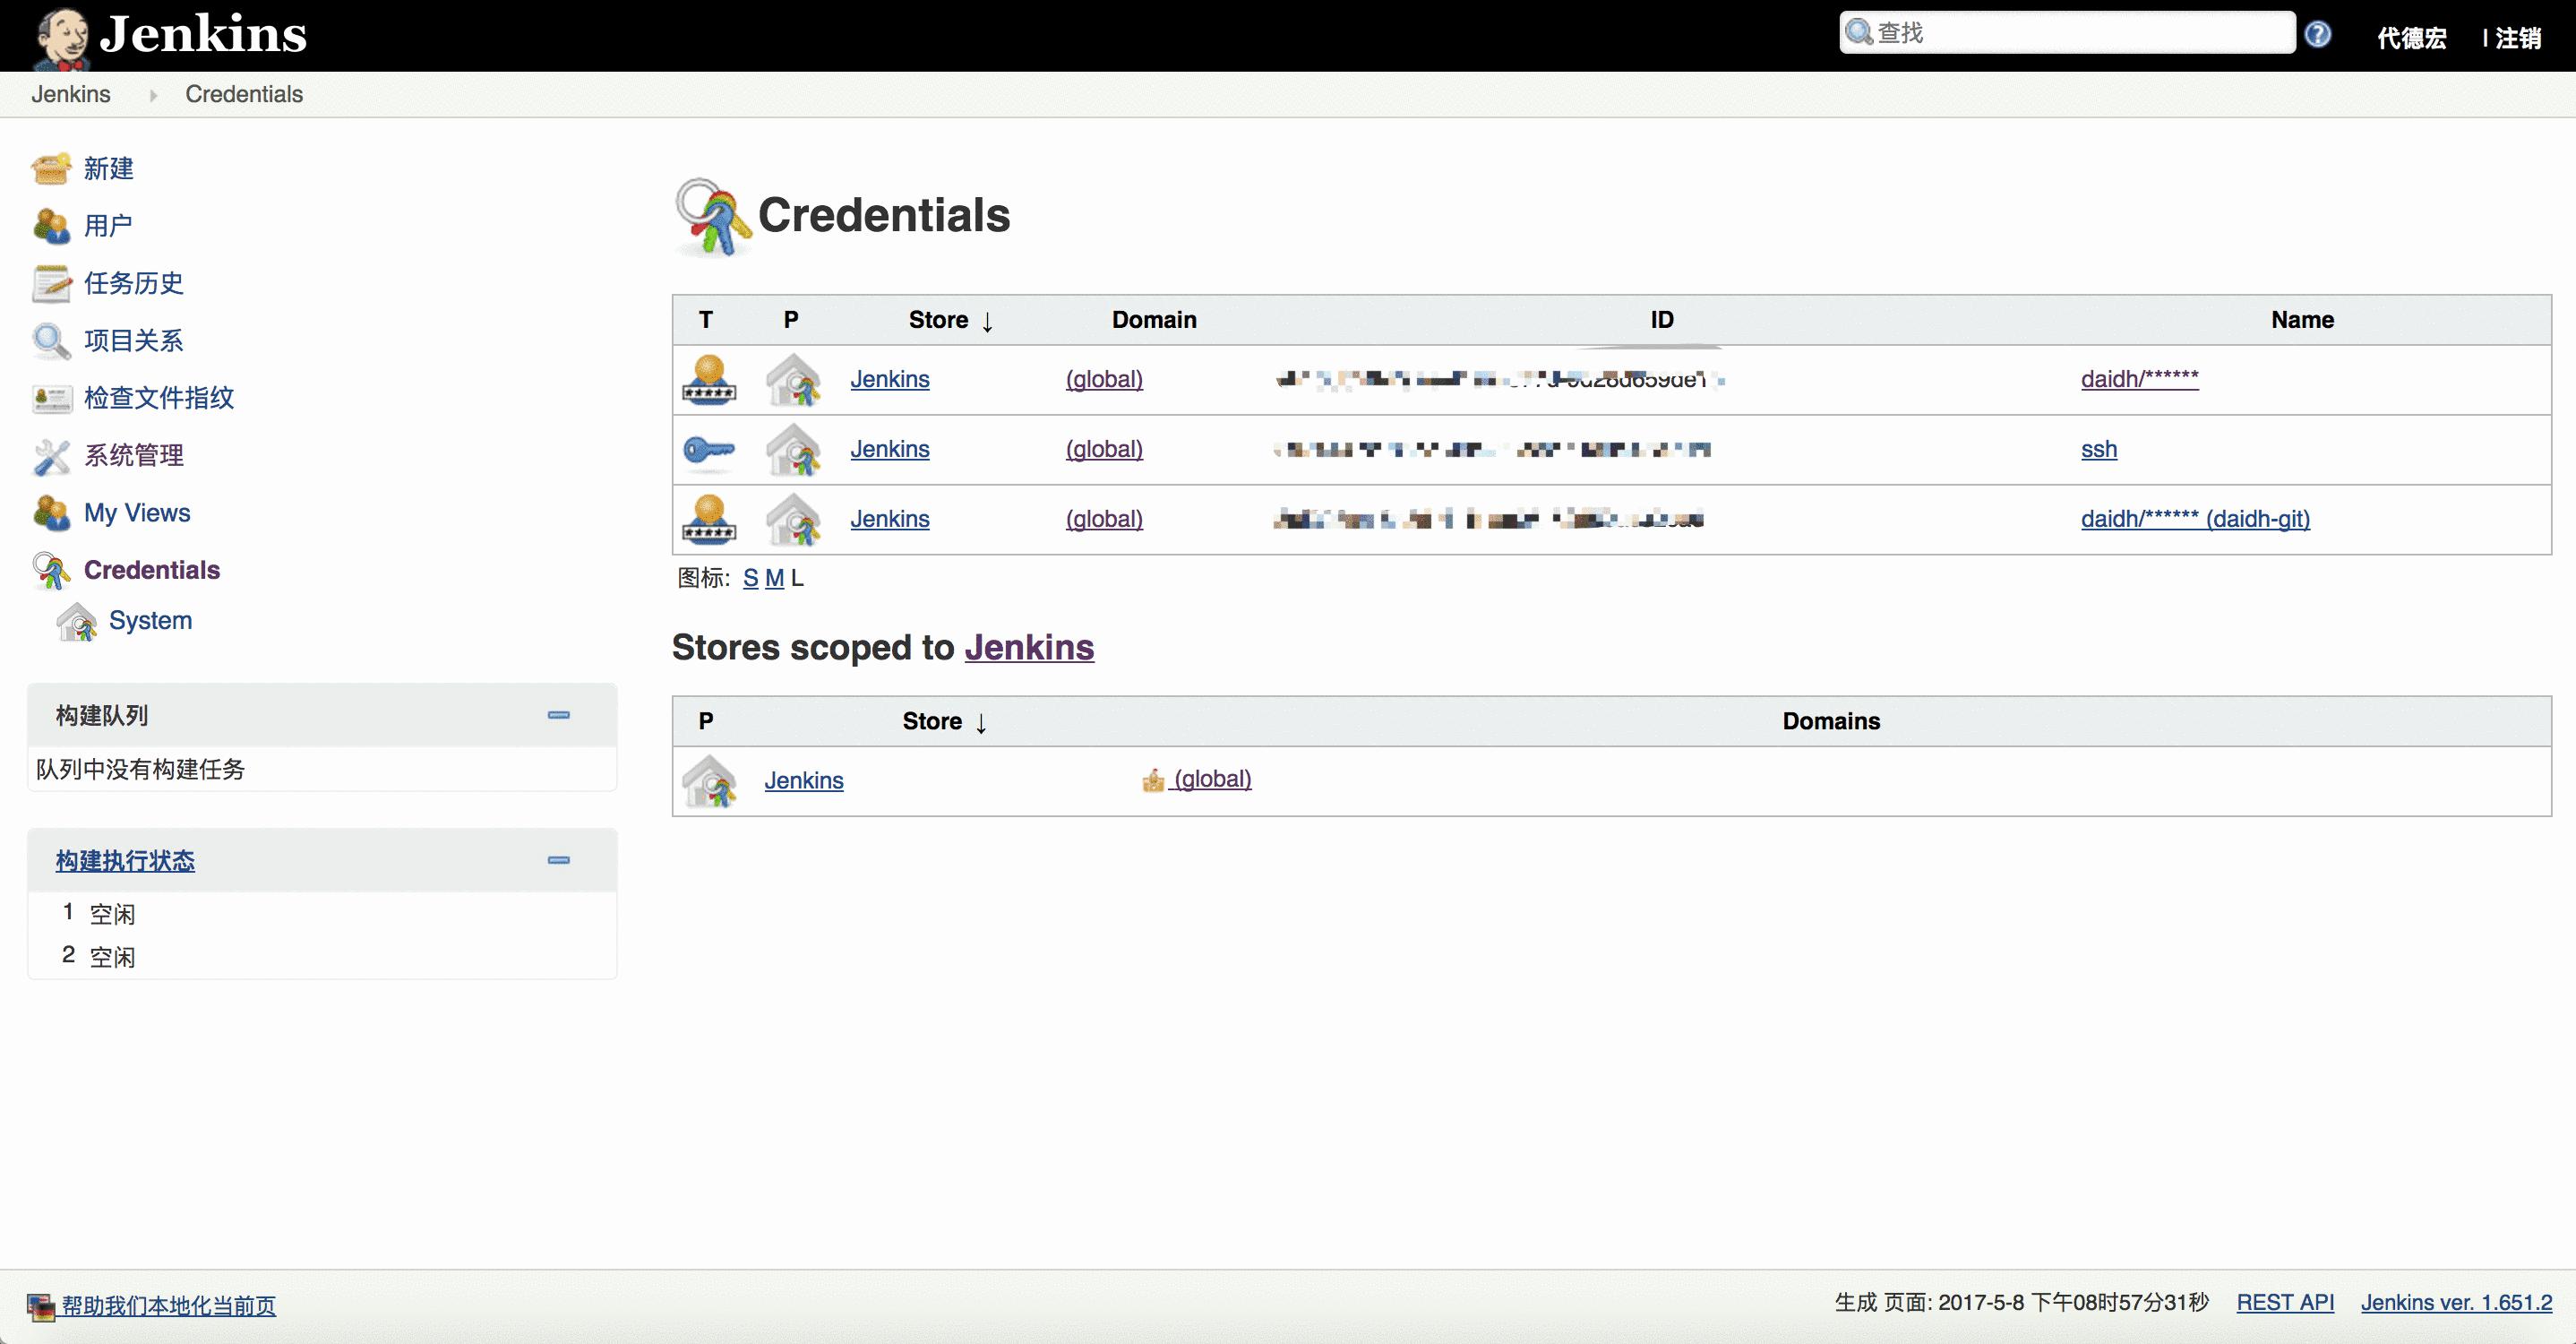 Jenkins
查找
代德宏 | 注销
Jenkins Credentials
新建
用户
任务历史
项目关系
检查文件指纹
系统管理
My Views
Credentials
System
构建队列
队列中没有构建任务
构建执行状态
1 空闲
2 空闲
Credentials
T P Store ↓ Domain ID Name
Jenkins (global) daidh/******
Jenkins (global) ssh
Jenkins (global) daidh/****** (daidh-git)
图标: S M L
Stores scoped to Jenkins
P Store ↓ Domains
Jenkins (global)
帮助我们本地化当前页
生成 页面: 2017-5-8 下午08时57分31秒 REST API Jenkins ver. 1.651.2